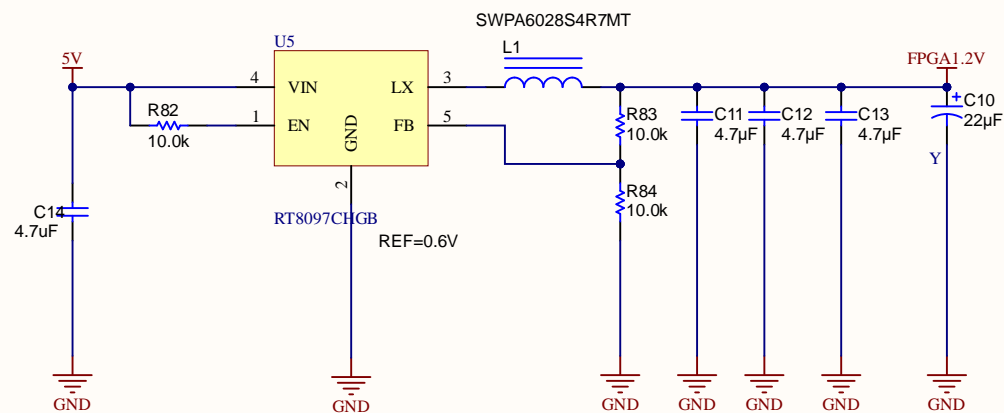 SWPA6028S4R7MT
5V
U5
L1
FPGA1.2V
4
VIN
LX
3
R82
10.0k
1
EN
GND
FB
5
R83
10.0k
C11
4.7µF
C12
4.7µF
C13
4.7µF
C10
22µF
Y
2
R84
10.0k
C14
4.7uF
RT8097CHGB
REF=0.6V
GND
GND
GND
GND
GND
GND
GND